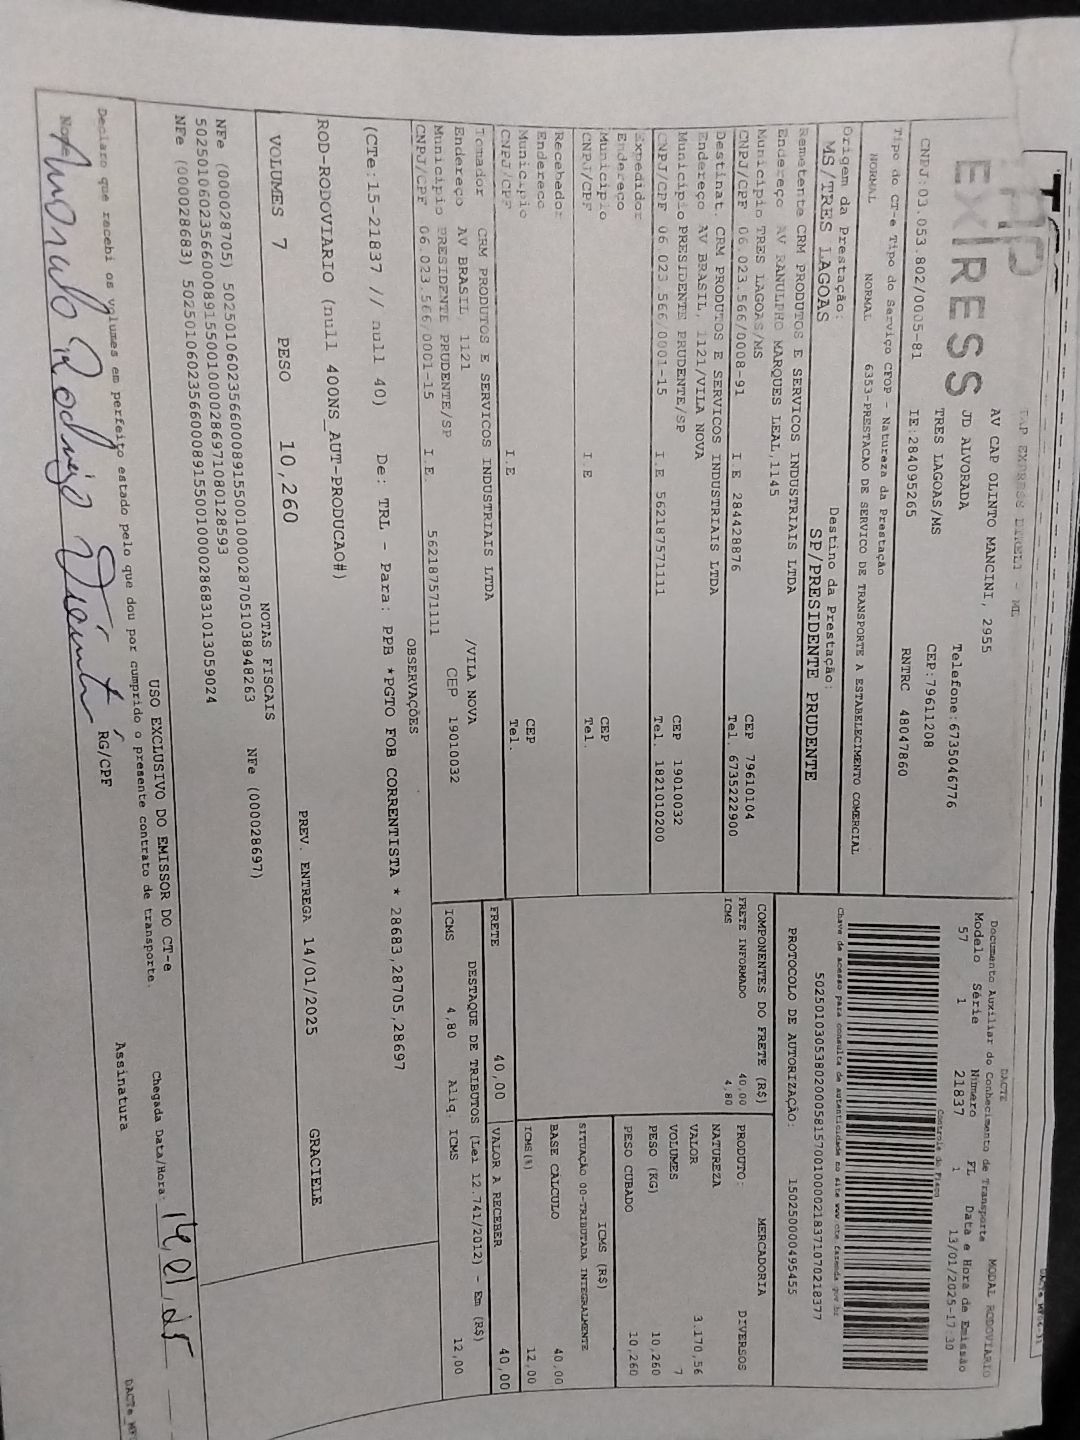 TAP
EXPRESS
TAP EXPRESS EIRELI - ML
AV CAP OLINTO MANCINI, 2955
JD ALVORADA
TRES LAGOAS/MS
Telefone:6735046776
CEP:79611208
CNPJ:03.053.802/0005-81
IE:284095265
RNTRC 48047860
DACTE
Documento Auxiliar do Conhecimento de Transporte
MODAL RODOVIARIO
Modelo Série Número FL Data e Hora de Emissão
57 1 21837 1 13/01/2025-17:30
Controle do Fisco
Chave de acesso para consulta de autenticidade no site www.cte.fazenda.gov.br
50250103053802000581570010000218371070218377
PROTOCOLO DE AUTORIZAÇÃO: 150250000495455
Tipo do CT-e Tipo do Serviço CFOP - Natureza da Prestação
NORMAL NORMAL 6353-PRESTACAO DE SERVICO DE TRANSPORTE A ESTABELECIMENTO COMERCIAL
Origem da Prestação: Destino da Prestação:
MS/TRES LAGOAS SP/PRESIDENTE PRUDENTE
Remetente CRM PRODUTOS E SERVICOS INDUSTRIAIS LTDA
Endereço AV RANULPHO MARQUES LEAL,1145
Municipio TRES LAGOAS/MS CEP 79610104
CNPJ/CPF 06.023.566/0008-91 I.E 284428876 Tel. 6735222900
Destinat. CRM PRODUTOS E SERVICOS INDUSTRIAIS LTDA
Endereço AV BRASIL, 1121/VILA NOVA
Municipio PRESIDENTE PRUDENTE/SP CEP 19010032
CNPJ/CPF 06.023.566/0001-15 I.E 562187571111 Tel. 1821010200
Expedidor
Endereço
Municipio CEP
CNPJ/CPF I.E Tel.
Recebedor
Endereco
Municipio CEP
CNPJ/CPF I.E Tel.
Tomador CRM PRODUTOS E SERVICOS INDUSTRIAIS LTDA
Endereço AV BRASIL, 1121 /VILA NOVA
Municipio PRESIDENTE PRUDENTE/SP CEP 19010032
CNPJ/CPF 06.023.566/0001-15 I.E. 562187571111
COMPONENTES DO FRETE (R$)
FRETE INFORMADO 40,00
ICMS 4,80
PRODUTO: MERCADORIA
NATUREZA DIVERSOS
VALOR 3.170,56
VOLUMES 7
PESO (KG) 10,260
PESO CUBADO 10,260
ICMS (R$)
SITUAÇÃO 00-TRIBUTADA INTEGRALMENTE
BASE CÁLCULO 40,00
ICMS(%) 12,00
FRETE 40,00 VALOR A RECEBER 40,00
DESTAQUE DE TRIBUTOS (Lei 12.741/2012) - Em (R$)
ICMS 4,80 Aliq. ICMS 12,00
OBSERVAÇÕES
(CTe:15-21837 // null 40) De: TRL - Para: PPB *PGTO FOB CORRENTISTA * 28683,28705,28697
ROD-RODOVIARIO (null 400NS_AUT-PRODUCAO#)
VOLUMES 7 PESO 10,260 PREV. ENTREGA 14/01/2025 GRACIELE
NOTAS FISCAIS
NFe (000028705) 50250106023566000891550010000287051038948263 NFe (000028697)
50250106023566000891550010000286971080128593
NFe (000028683) 50250106023566000891550010000286831013059024
USO EXCLUSIVO DO EMISSOR DO CT-e
Declaro que recebi os volumes em perfeito estado pelo que dou por cumprido o presente contrato de transporte.
Chegada Data/Hora: 14,01,25
Nome RG/CPF Assinatura